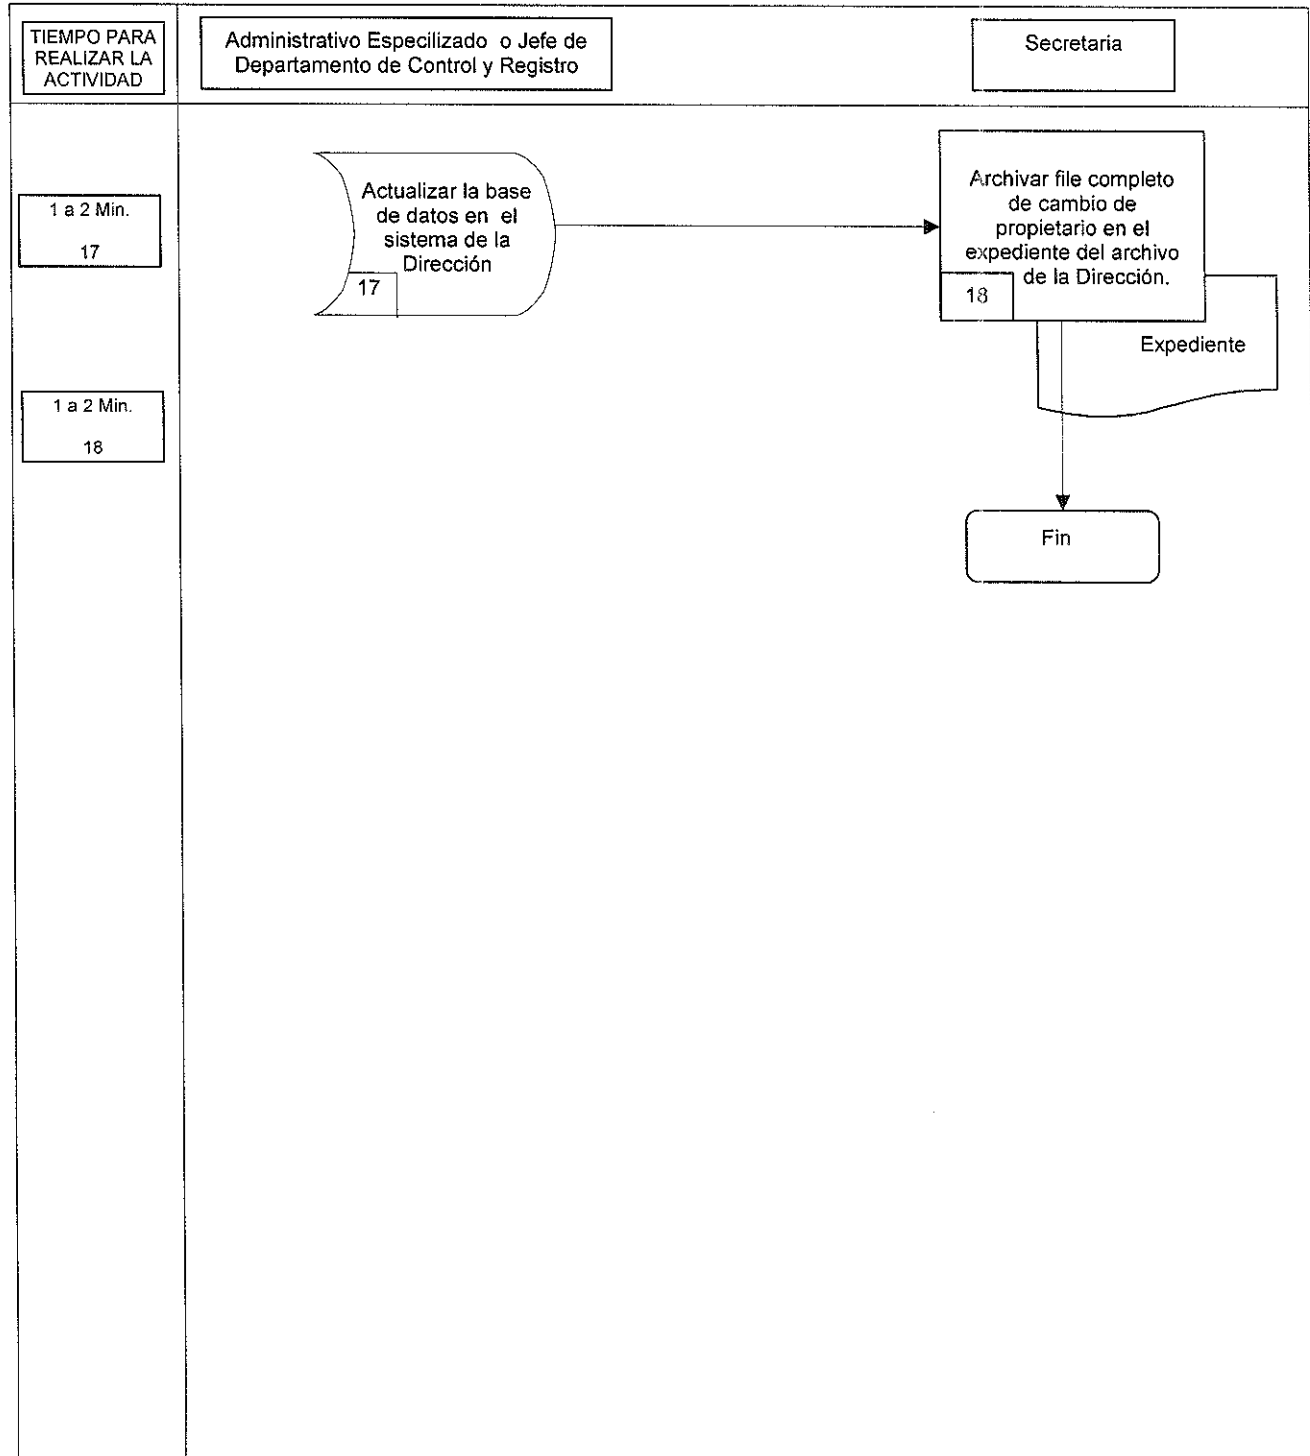 TIEMPO PARA
REALIZAR LA
ACTIVIDAD
Administrativo Especilizado o Jefe de
Departamento de Control y Registro
Secretaria
1 a 2 Min.
17
Actualizar la base
de datos en el
sistema de la
Dirección
17
Archivar file completo
de cambio de
propietario en el
expediente del archivo
de la Dirección.
18
Expediente
1 a 2 Min.
18
Fin